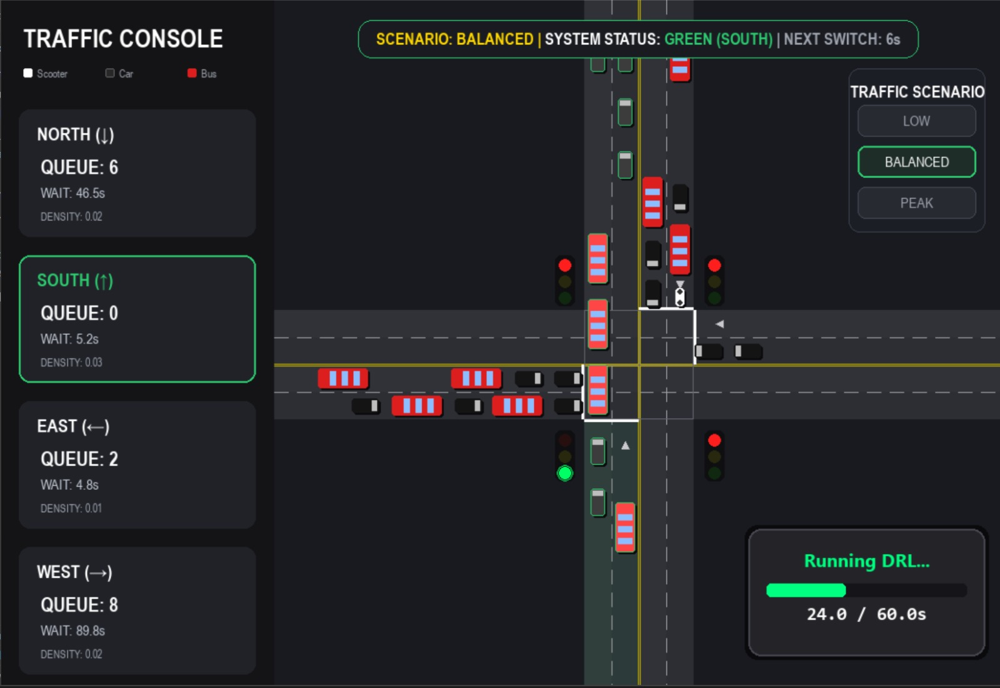 TRAFFIC CONSOLE
Scooter Car Bus
NORTH (↓)
QUEUE: 6
WAIT: 46.5s
DENSITY: 0.02
SOUTH (↑)
QUEUE: 0
WAIT: 5.2s
DENSITY: 0.03
EAST (←)
QUEUE: 2
WAIT: 4.8s
DENSITY: 0.01
WEST (→)
QUEUE: 8
WAIT: 89.8s
DENSITY: 0.02
SCENARIO: BALANCED | SYSTEM STATUS: GREEN (SOUTH) | NEXT SWITCH: 6s
TRAFFIC SCENARIO
LOW
BALANCED
PEAK
Running DRL...
24.0 / 60.0s